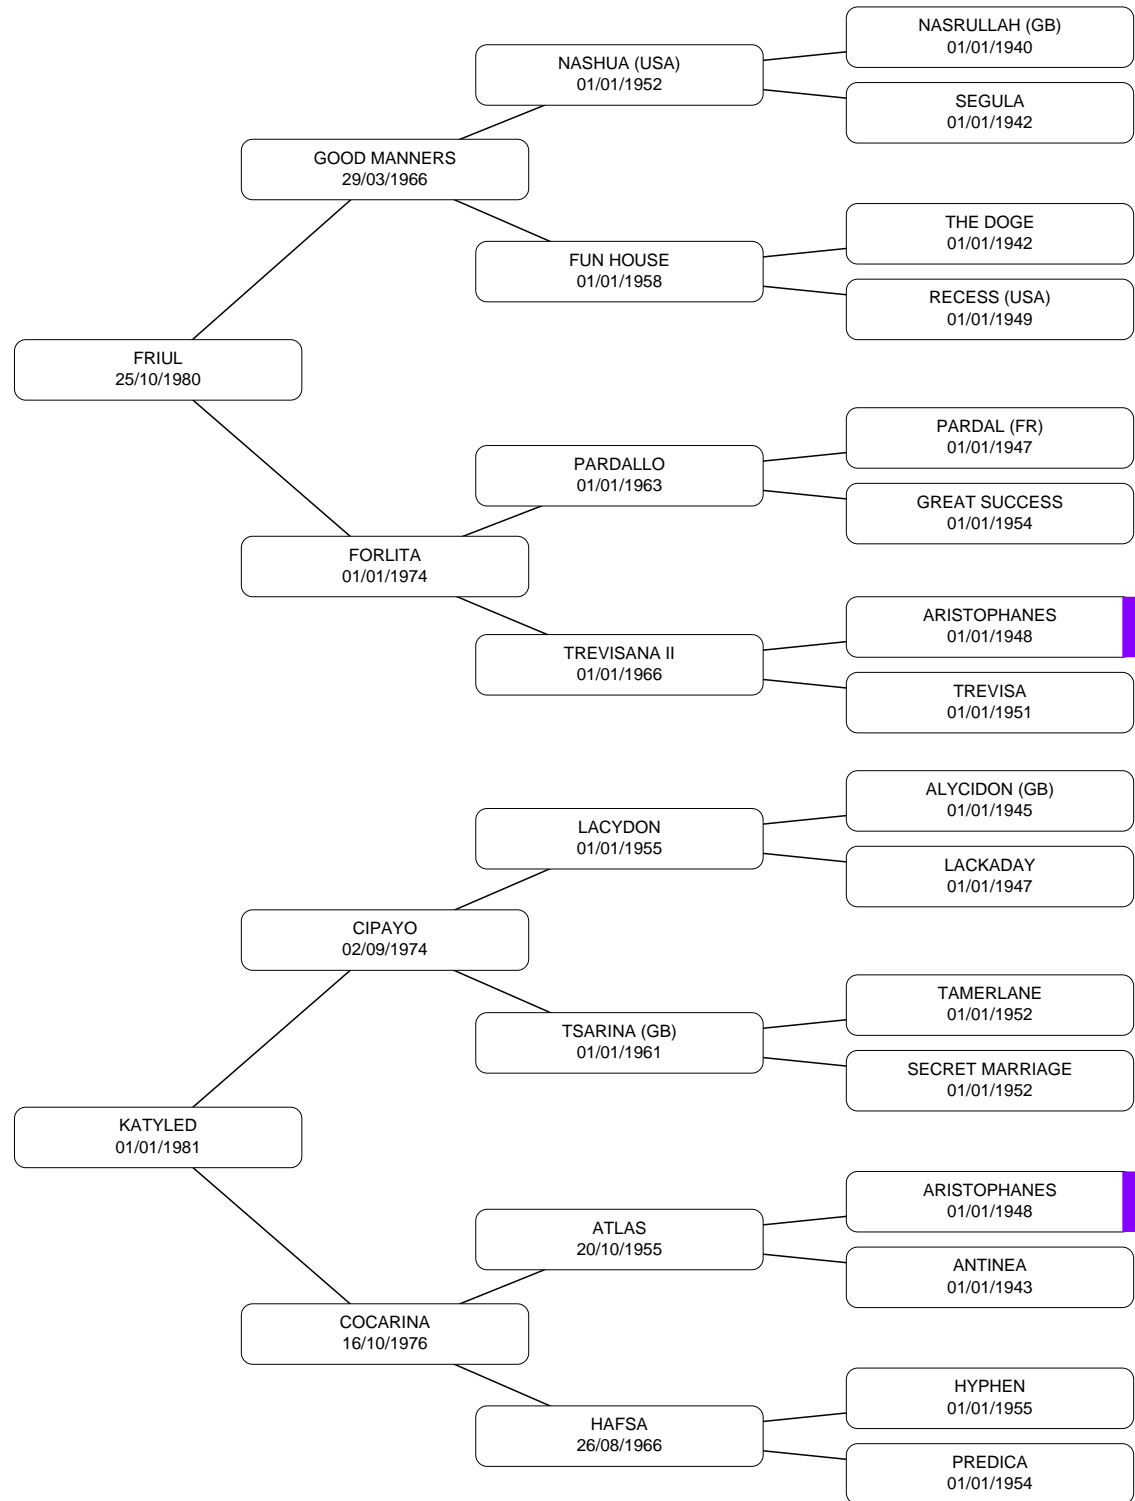 NASRULLAH (GB)
01/01/1940
NASHUA (USA)
01/01/1952
SEGULA
01/01/1942
GOOD MANNERS
29/03/1966
THE DOGE
01/01/1942
FUN HOUSE
01/01/1958
RECESS (USA)
01/01/1949
FRIUL
25/10/1980
PARDAL (FR)
01/01/1947
PARDALLO
01/01/1963
GREAT SUCCESS
01/01/1954
FORLITA
01/01/1974
ARISTOPHANES
01/01/1948
TREVISANA II
01/01/1966
TREVISA
01/01/1951
ALYCIDON (GB)
01/01/1945
LACYDON
01/01/1955
LACKADAY
01/01/1947
CIPAYO
02/09/1974
TAMERLANE
01/01/1952
TSARINA (GB)
01/01/1961
SECRET MARRIAGE
01/01/1952
KATYLED
01/01/1981
ARISTOPHANES
01/01/1948
ATLAS
20/10/1955
ANTINEA
01/01/1943
COCARINA
16/10/1976
HYPHEN
01/01/1955
HAFSA
26/08/1966
PREDICA
01/01/1954